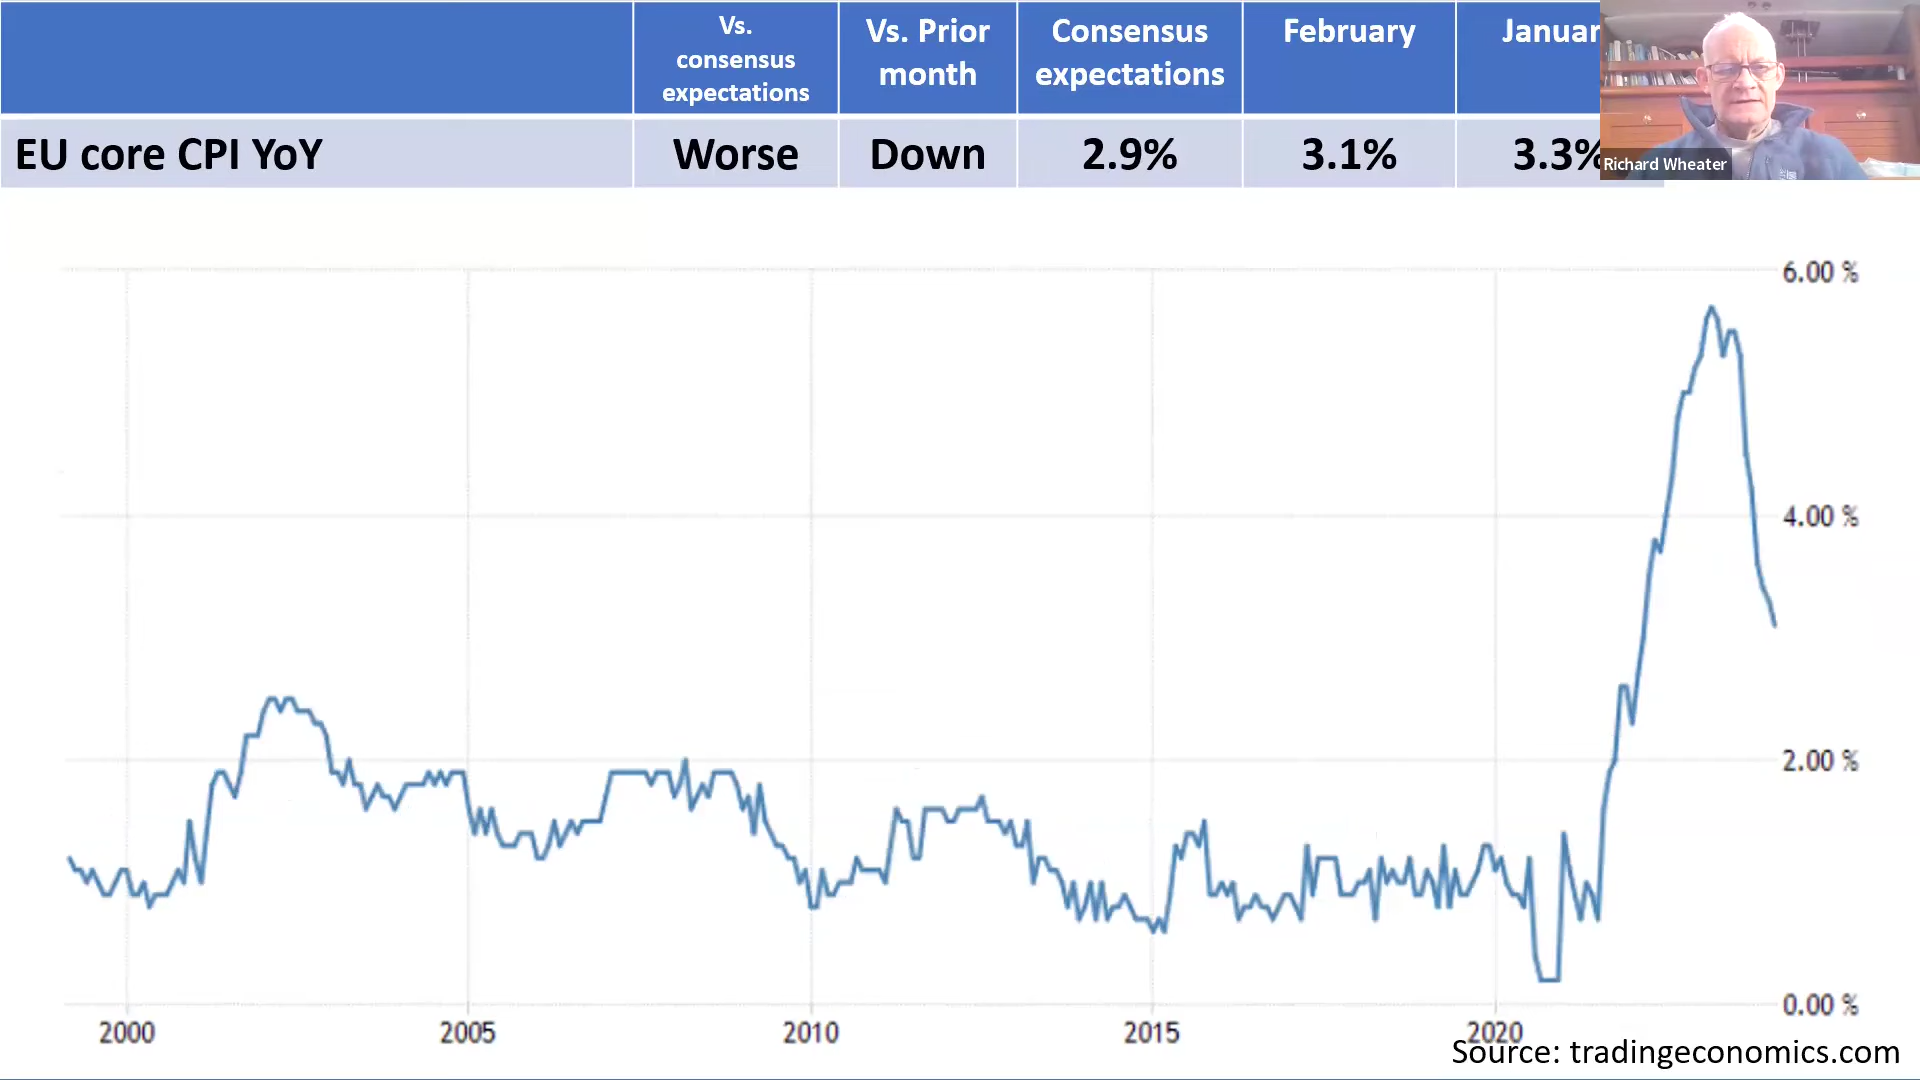 Vs.
consensus
expectations
Vs. Prior
month
Consensus
expectations
February
Januar
EU core CPI YoY
Worse
Down
2.9%
3.1%
3.3%
Richard Wheater
6.00 %
4.00 %
2.00 %
0.00 %
2000
2005
2010
2015
2020
Source: tradingeconomics.com